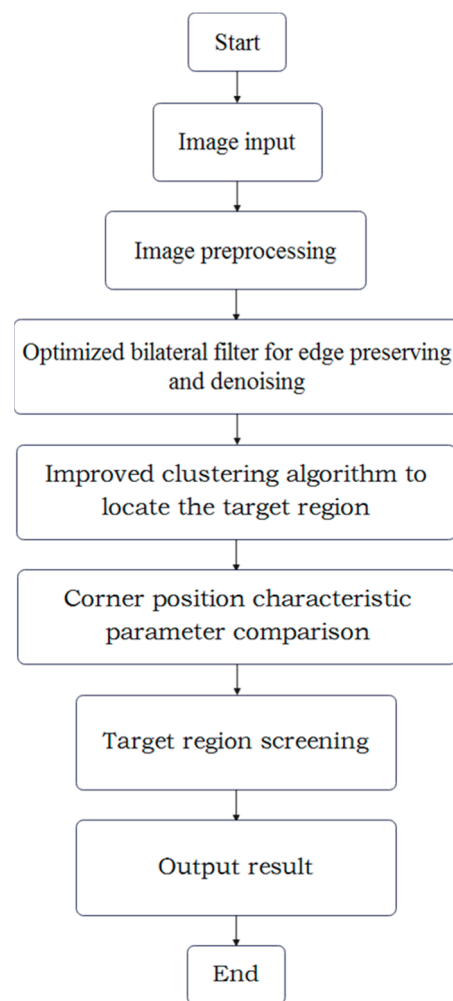 Start
Image input
Image preprocessing
Optimized bilateral filter for edge preserving
and denoising
Improved clustering algorithm to
locate the target region
Corner position characteristic
parameter comparison
Target region screening
Output result
End